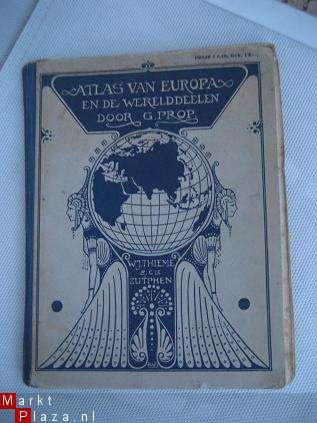 ATLAS VAN EUROPA
EN DE WERELDDEELEN
DOOR G. PROP.
W.J. THIEME
& CIE
ZUTPHEN
Markt
Plaza.nl